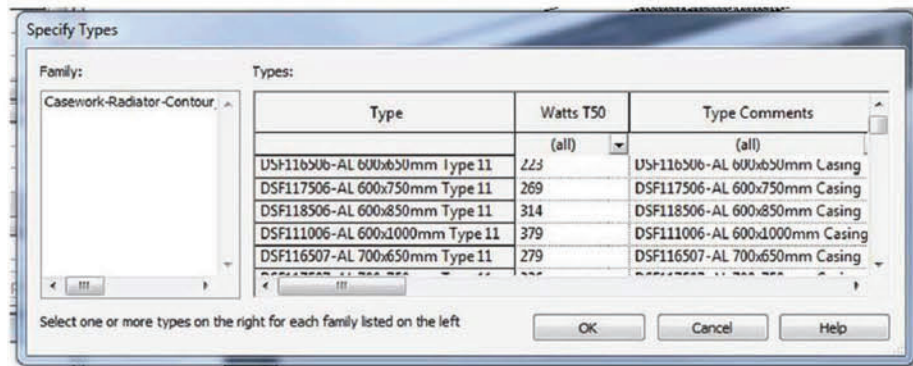 Specify Types
Family:
Types:
Casework-Radiator-Contour_
Type Watts T50 Type Comments
(all) (all)
DSF116506-AL 600x650mm Type 11 223 DSF116506-AL 600x650mm Casing
DSF117506-AL 600x750mm Type 11 269 DSF117506-AL 600x750mm Casing
DSF118506-AL 600x850mm Type 11 314 DSF118506-AL 600x850mm Casing
DSF111006-AL 600x1000mm Type 11 379 DSF111006-AL 600x1000mm Casing
DSF116507-AL 700x650mm Type 11 279 DSF116507-AL 700x650mm Casing
Select one or more types on the right for each family listed on the left
OK Cancel Help